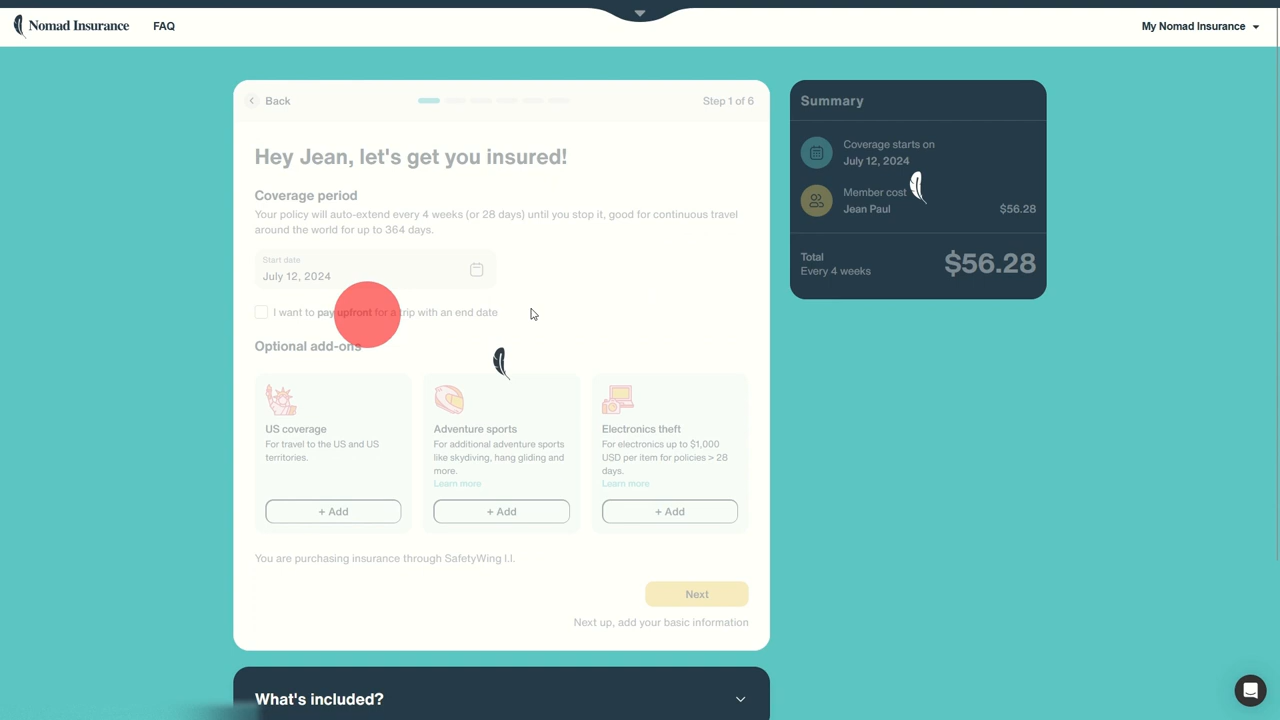 Nomad Insurance
FAQ
My Nomad Insurance
Back
Step 1 of 6
Hey Jean, let's get you insured!
Coverage period
Your policy will auto-extend every 4 weeks (or 28 days) until you stop it, good for continuous travel
around the world for up to 364 days.
Start date
July 12, 2024
I want to pay upfront for a trip with an end date
Optional add-ons
US coverage
For travel to the US and US
territories.
+ Add
Adventure sports
For additional adventure sports
like skydiving, hang gliding and
more.
Learn more
+ Add
Electronics theft
For electronics up to $1,000
USD per item for policies > 28
days.
Learn more
+ Add
You are purchasing insurance through SafetyWing I.I.
Next
Next up, add your basic information
What's included?
Summary
Coverage starts on
July 12, 2024
Member cost
Jean Paul $56.28
Total
Every 4 weeks
$56.28